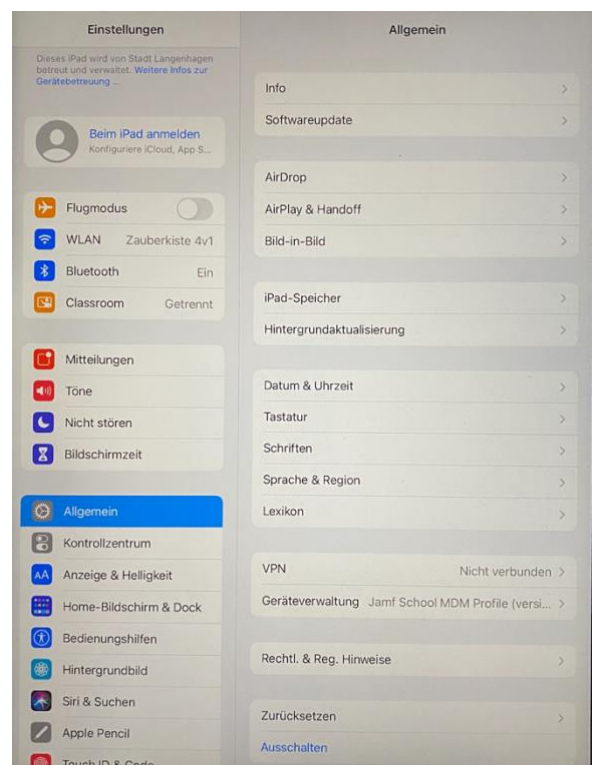 Einstellungen
Dieses iPad wird von Stadt Langenhagen
betreut und verwaltet. Weitere Infos zur
Gerätebetreuung ...
Beim iPad anmelden
Konfiguriere iCloud, App S...
Flugmodus
WLAN Zauberkiste 4v1
Bluetooth Ein
Classroom Getrennt
Mitteilungen
Töne
Nicht stören
Bildschirmzeit
Allgemein
Kontrollzentrum
AA Anzeige & Helligkeit
Home-Bildschirm & Dock
Bedienungshilfen
Hintergrundbild
Siri & Suchen
Apple Pencil
Touch ID & Code
Allgemein
Info
Softwareupdate
AirDrop
AirPlay & Handoff
Bild-in-Bild
iPad-Speicher
Hintergrundaktualisierung
Datum & Uhrzeit
Tastatur
Schriften
Sprache & Region
Lexikon
VPN Nicht verbunden
Geräteverwaltung Jamf School MDM Profile (versi...
Rechtl. & Reg. Hinweise
Zurücksetzen
Ausschalten